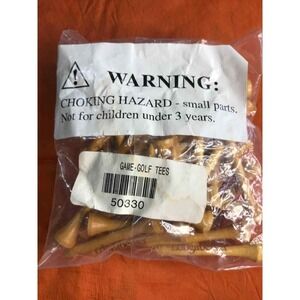 WARNING:
CHOKING HAZARD - small parts.
Not for children under 3 years.
GAME-GOLF TEES
50330